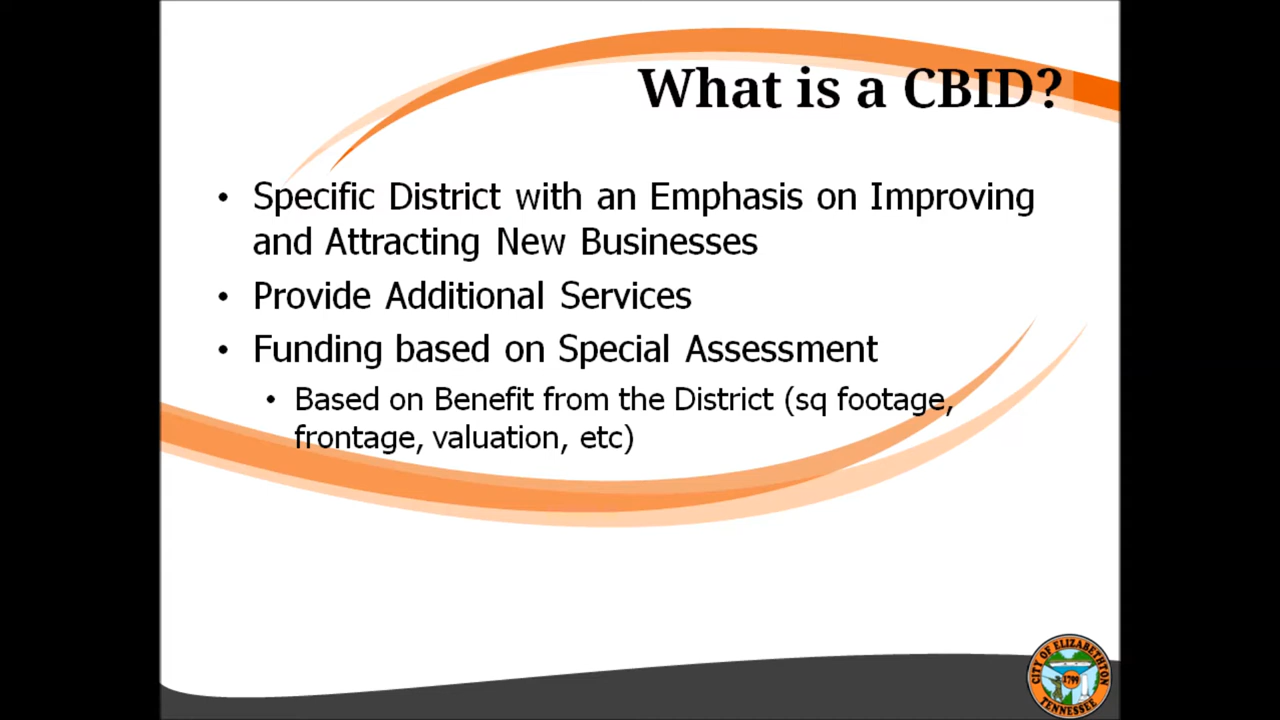 What is a CBID?
• Specific District with an Emphasis on Improving
and Attracting New Businesses
• Provide Additional Services
• Funding based on Special Assessment
• Based on Benefit from the District (sq footage,
frontage, valuation, etc)
CITY OF ELIZABETHTON
1799
TENNESSEE